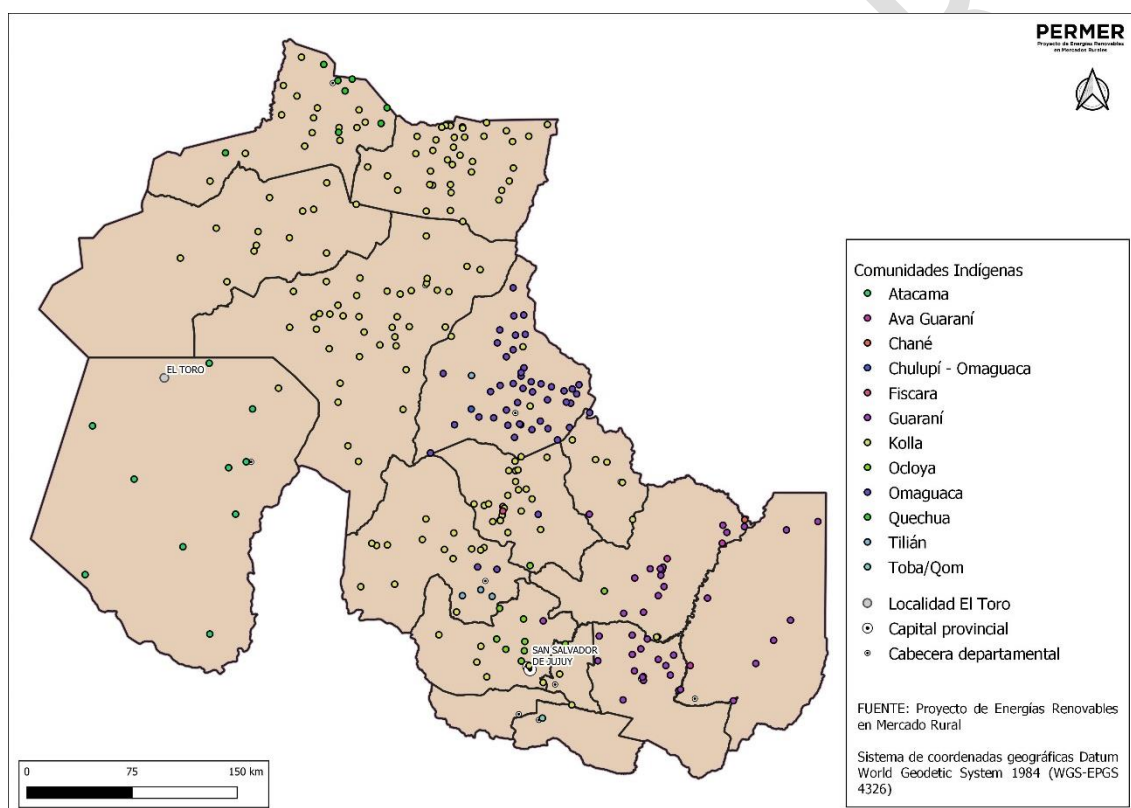 PERMER
Proyecto de Energías Renovables
en Mercados Rurales
EL TORO
SAN SALVADOR
DE JUJUY
Comunidades Indígenas
Atacama
Ava Guaraní
Chané
Chulupí - Omaguaca
Fiscara
Guaraní
Kolla
Ocloya
Omaguaca
Quechua
Tilián
Toba/Qom
Localidad El Toro
Capital provincial
Cabecera departamental
FUENTE: Proyecto de Energías Renovables
en Mercado Rural
Sistema de coordenadas geográficas Datum
World Geodetic System 1984 (WGS-EPGS
4326)
0 75 150 km